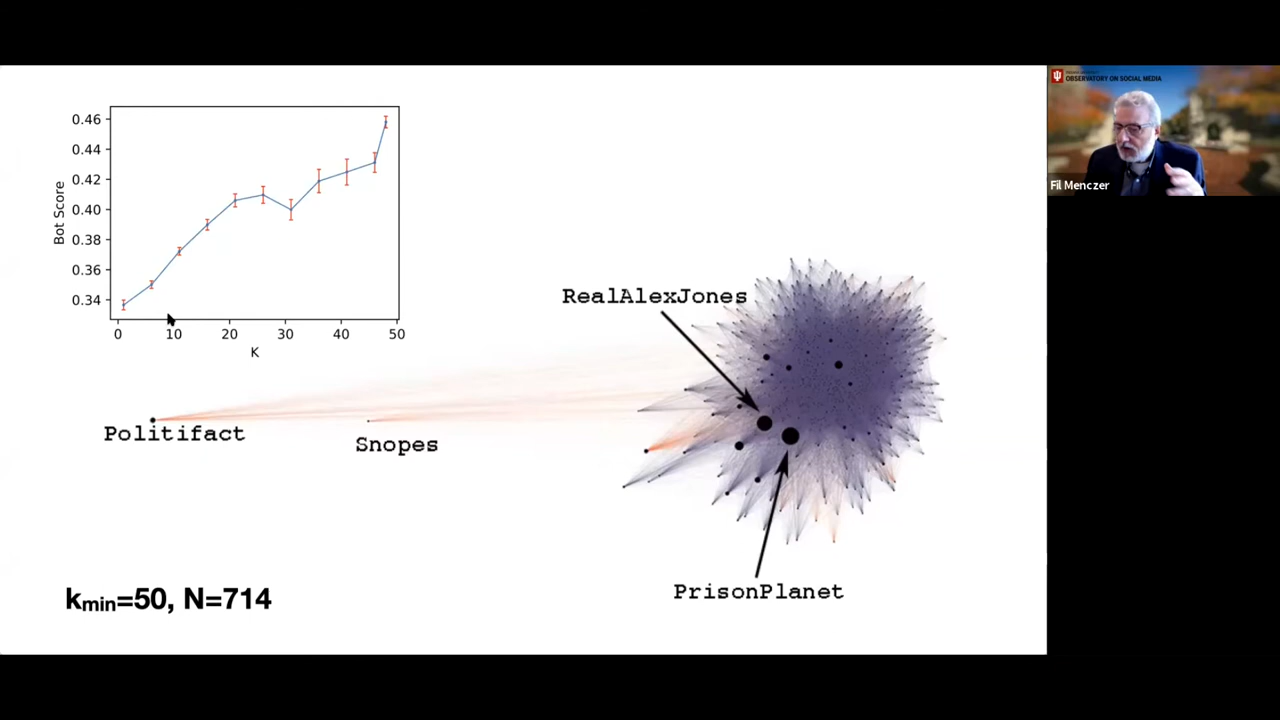 0.46
0.44
0.42
0.40
0.38
0.36
0.34
Bot Score
0 10 20 30 40 50
K
RealAlexJones
Politifact
Snopes
PrisonPlanet
kmin=50, N=714
OBSERVATORY ON SOCIAL MEDIA
Fil Menczer